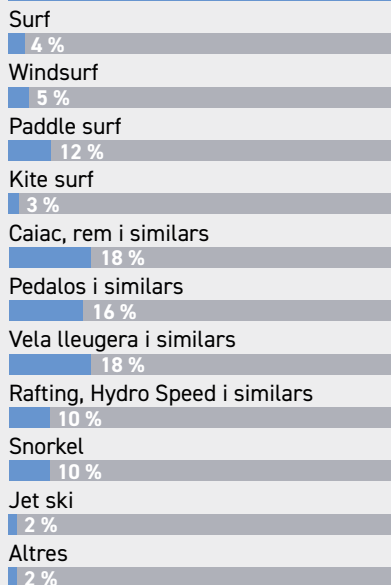 Surf
4 %
Windsurf
5 %
Paddle surf
12 %
Kite surf
3 %
Caiac, rem i similars
18 %
Pedalos i similars
16 %
Vela lleugera i similars
18 %
Rafting, Hydro Speed i similars
10 %
Snorkel
10 %
Jet ski
2 %
Altres
2 %